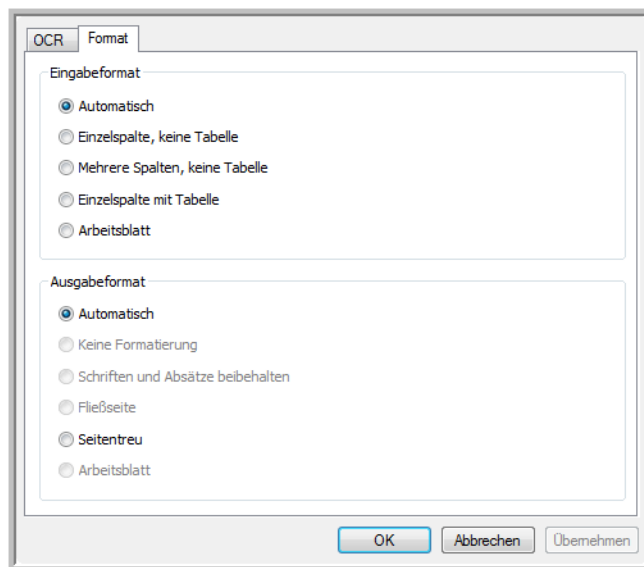 OCR Format
Eingabeformat
Automatisch
Einzelspalte, keine Tabelle
Mehrere Spalten, keine Tabelle
Einzelspalte mit Tabelle
Arbeitsblatt
Ausgabeformat
Automatisch
Keine Formatierung
Schriften und Absätze beibehalten
Fließseite
Seitentreu
Arbeitsblatt
OK Abbrechen Übernehmen